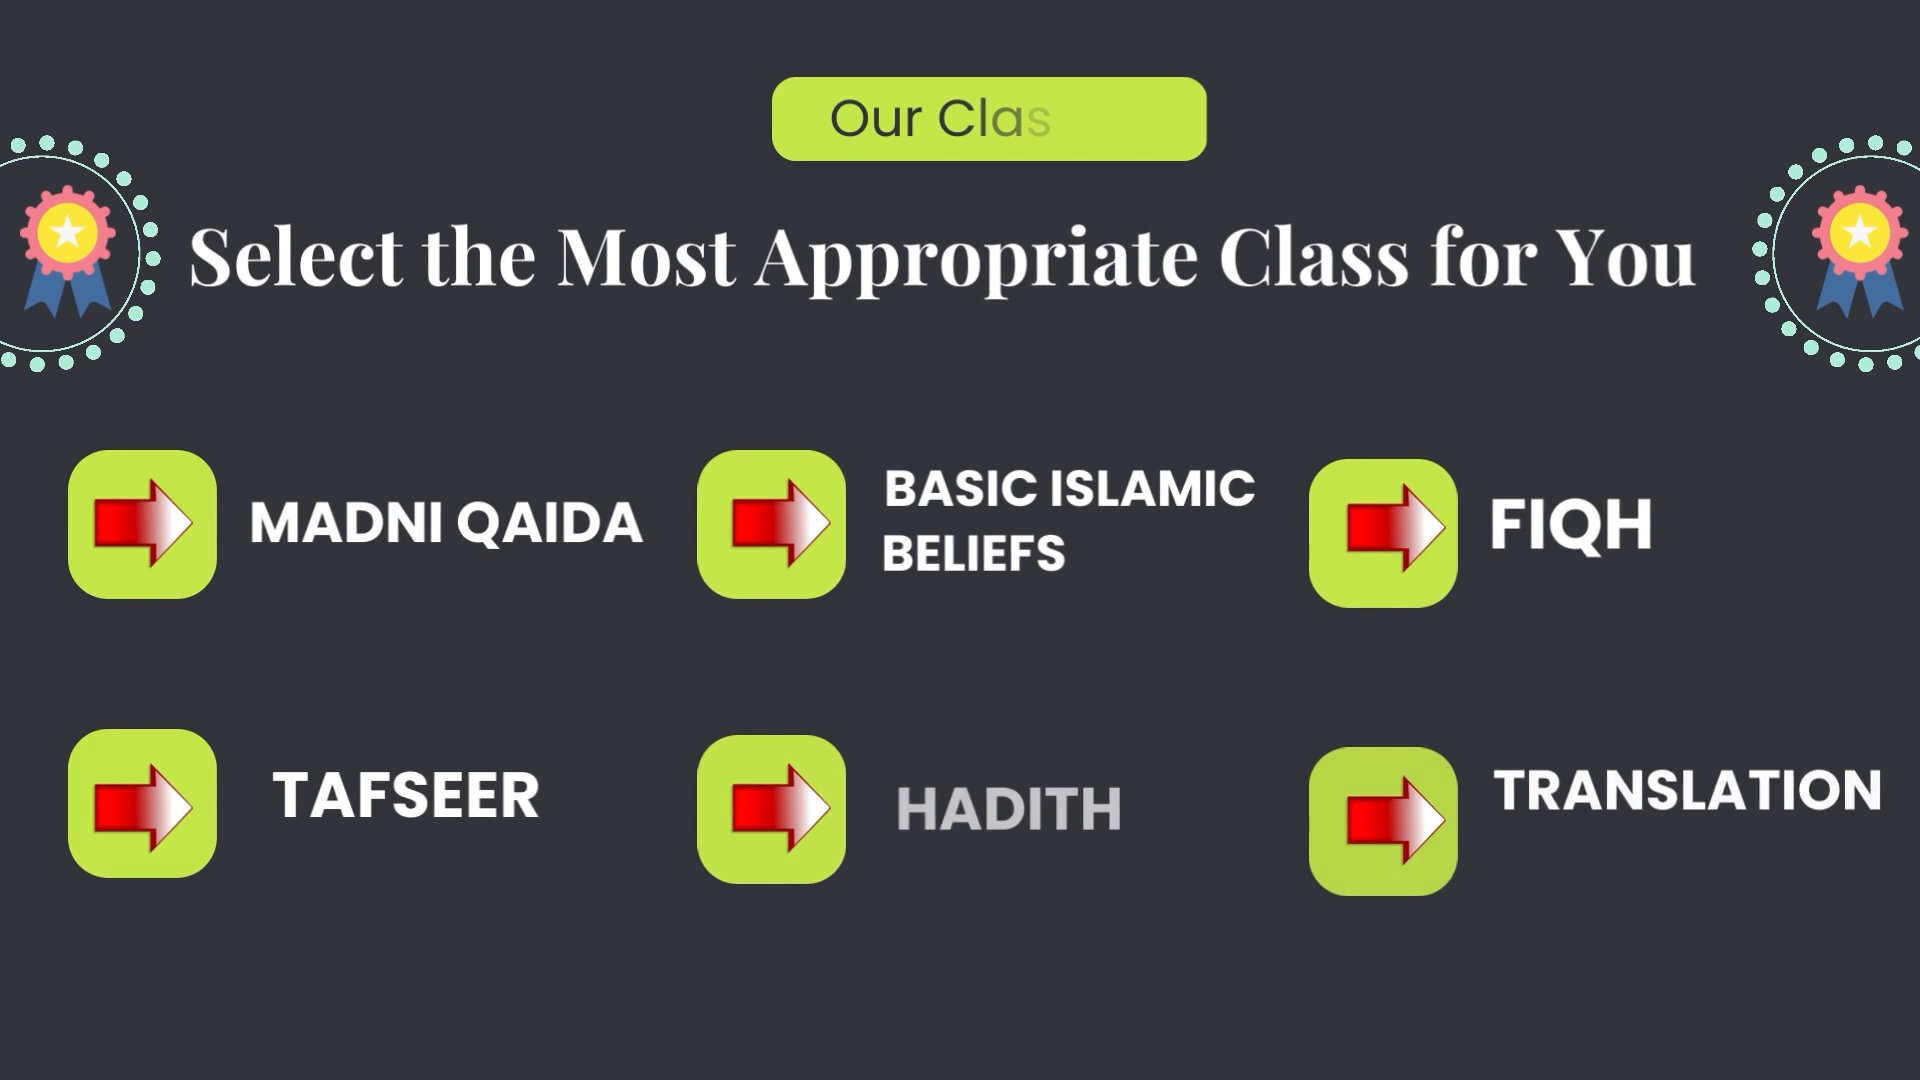 Our Clas
Select the Most Appropriate Class for You
MADNI QAIDA
BASIC ISLAMIC
BELIEFS
FIQH
TAFSEER
HADITH
TRANSLATION